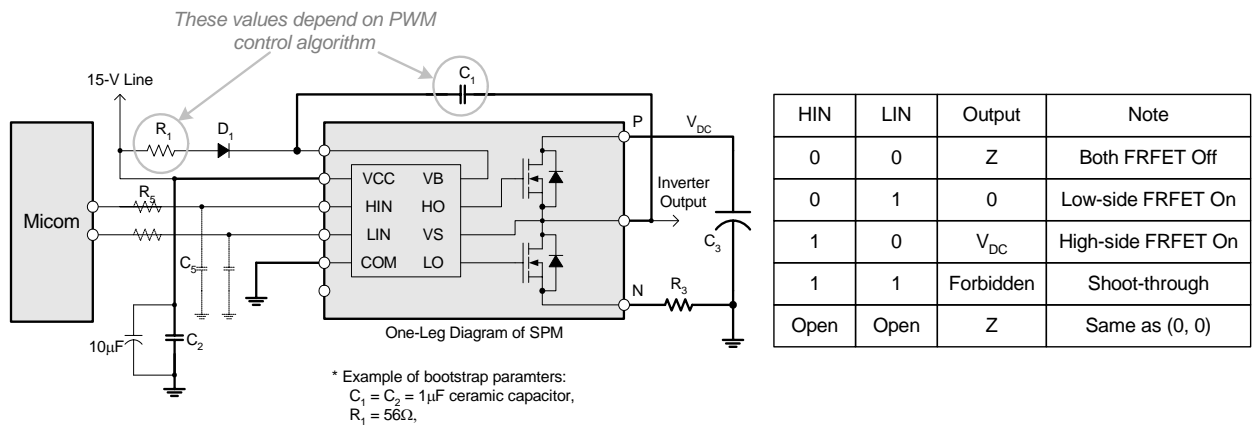 These values depend on PWM
control algorithm
15-V Line
R1
D1
C1
P
VDC
VCC
VB
Micom
R5
HIN
HO
Inverter
Output
LIN
VS
C3
C5
COM
LO
N
R3
10μF
C2
One-Leg Diagram of SPM
* Example of bootstrap paramters:
C1 = C2 = 1μF ceramic capacitor,
R1 = 56Ω,
HIN LIN Output Note
0 0 Z Both FRFET Off
0 1 0 Low-side FRFET On
1 0 VDC High-side FRFET On
1 1 Forbidden Shoot-through
Open Open Z Same as (0, 0)